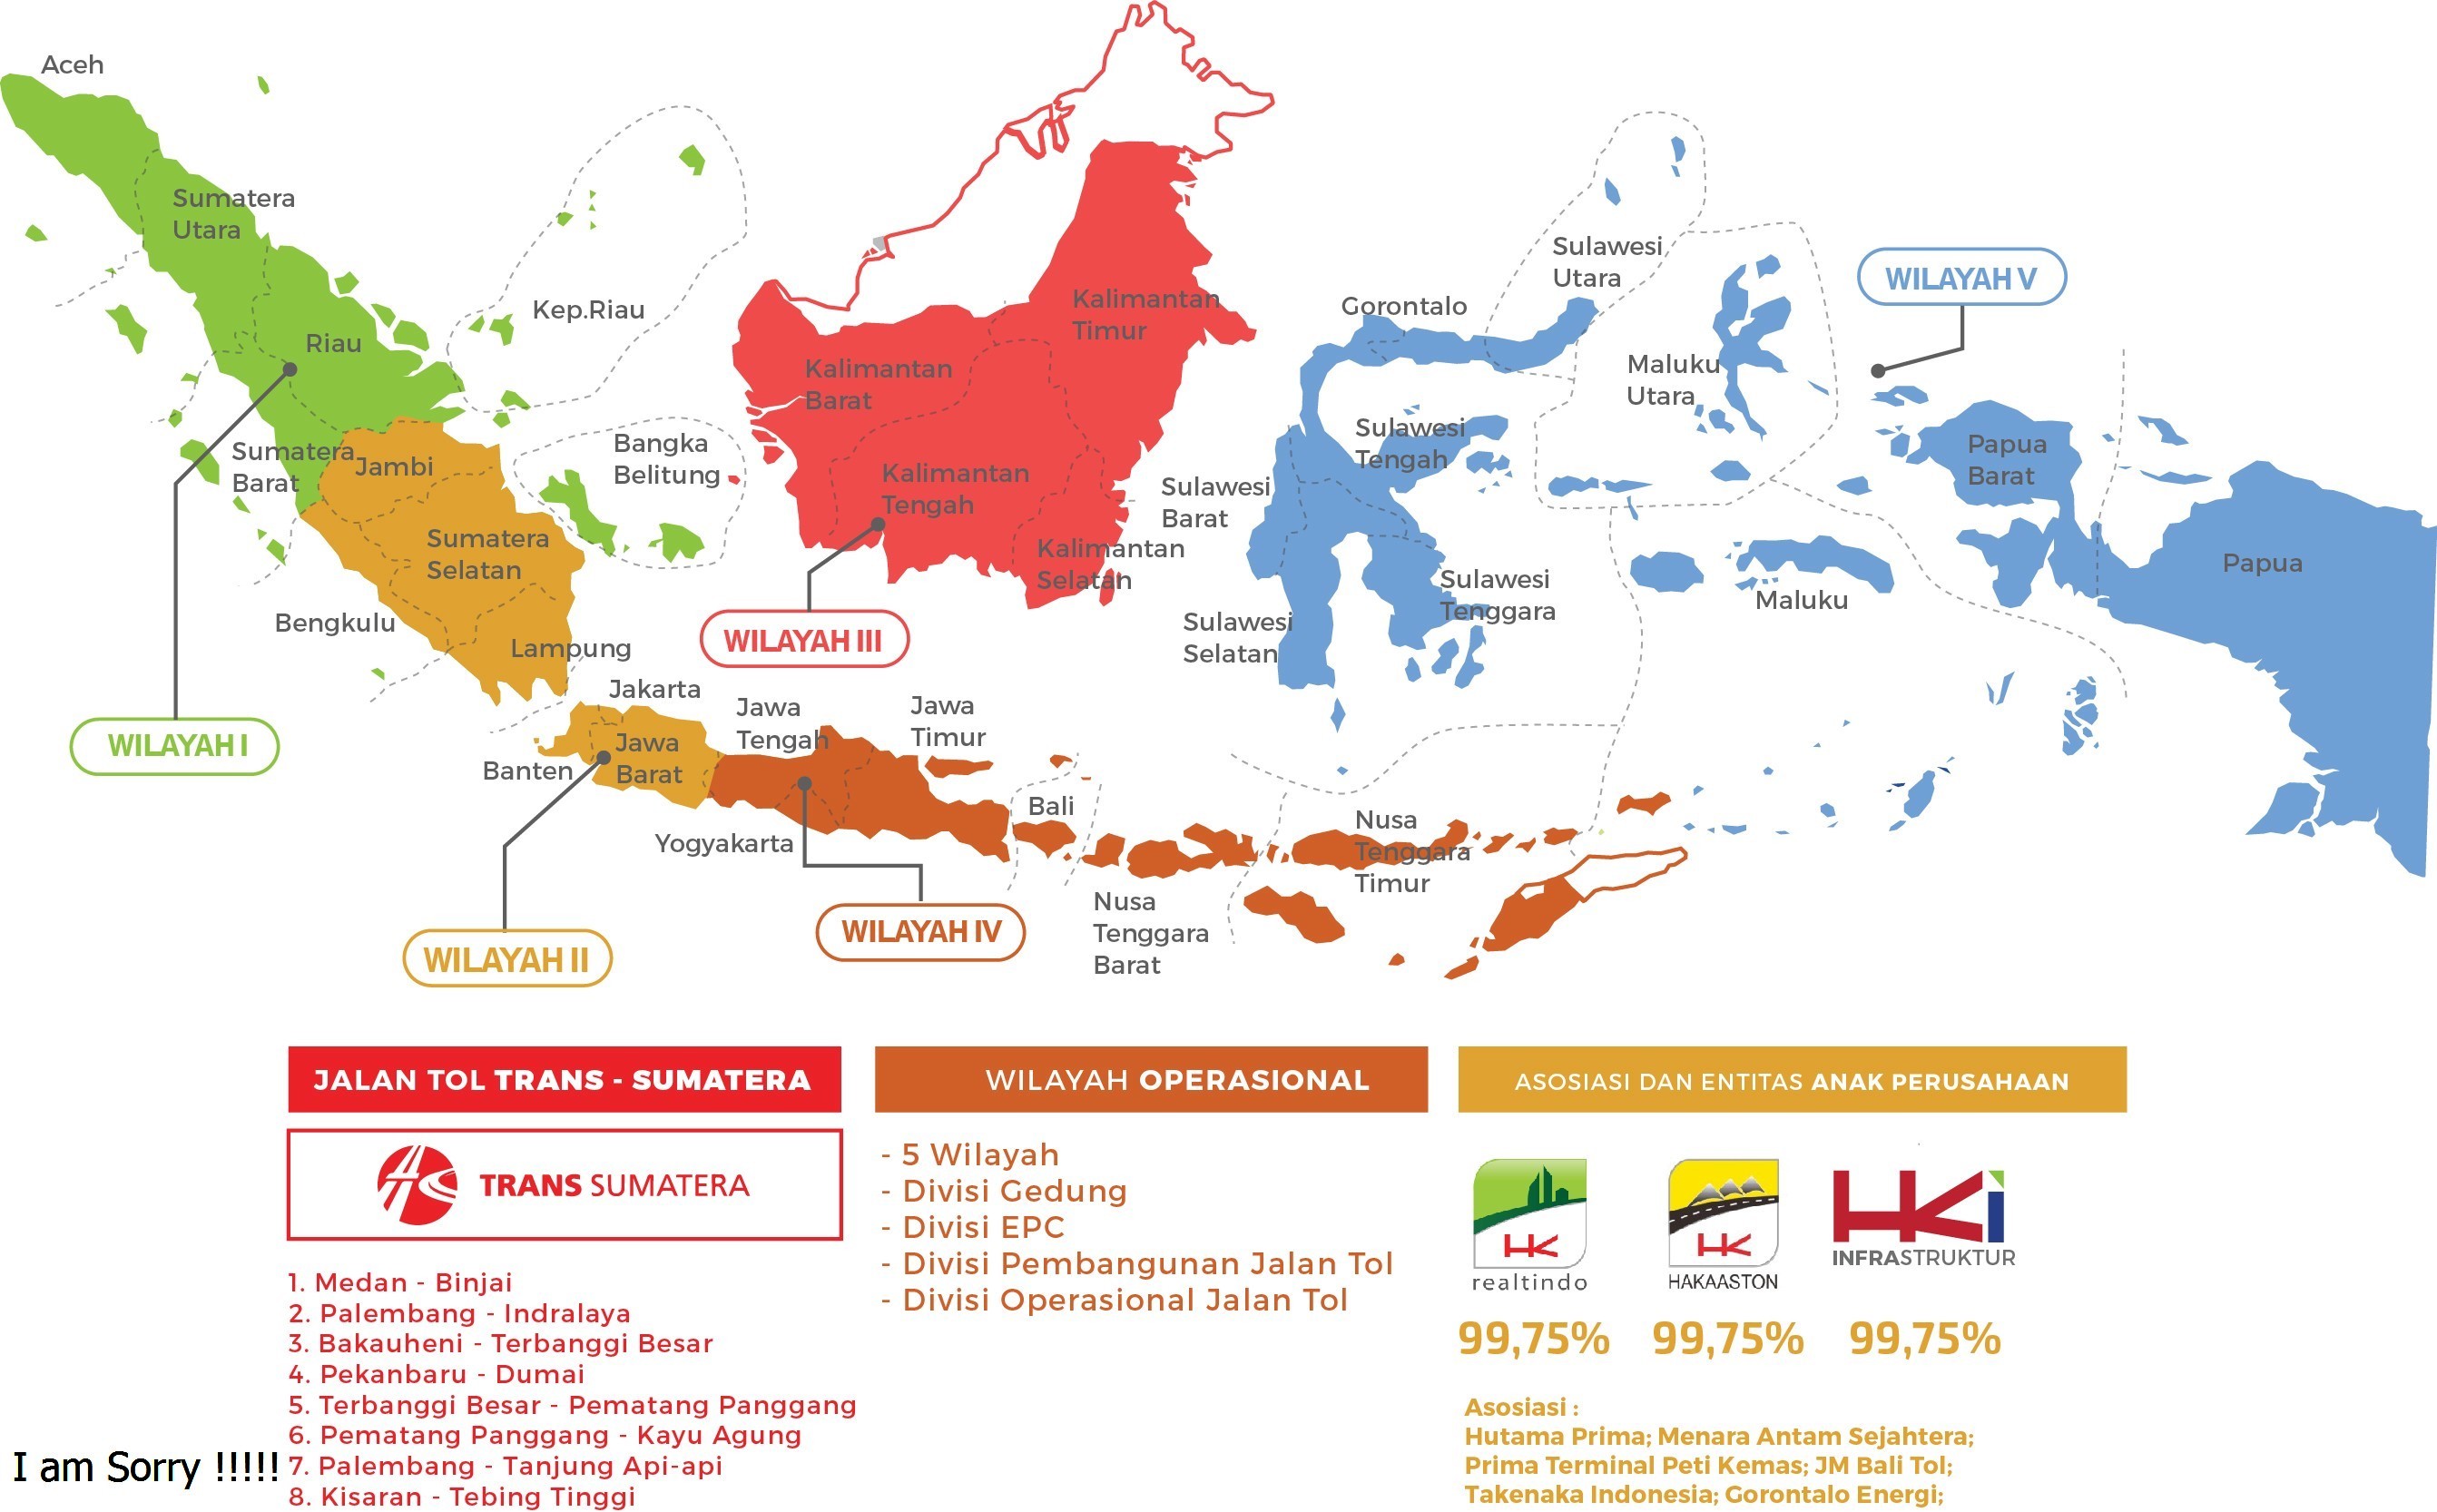 Aceh
Sumatera
Utara
Riau
Kep.Riau
Sumatera
Barat
Jambi
Bangka
Belitung
Sumatera
Selatan
Bengkulu
Lampung
WILAYAH I
Jakarta
Jawa
Barat
Banten
WILAYAH II
Kalimantan
Timur
Kalimantan
Barat
Kalimantan
Tengah
Kalimantan
Selatan
WILAYAH III
Jawa
Tengah
Jawa
Timur
Yogyakarta
Bali
WILAYAH IV
Nusa
Tenggara
Barat
Nusa
Tenggara
Timur
Gorontalo
Sulawesi
Utara
Sulawesi
Tengah
Sulawesi
Barat
Sulawesi
Selatan
Sulawesi
Tenggara
Maluku
Utara
Maluku
WILAYAH V
Papua
Barat
Papua
JALAN TOL TRANS - SUMATERA
TRANS SUMATERA
1. Medan - Binjai
2. Palembang - Indralaya
3. Bakauheni - Terbanggi Besar
4. Pekanbaru - Dumai
5. Terbanggi Besar - Pematang Panggang
6. Pematang Panggang - Kayu Agung
7. Palembang - Tanjung Api-api
8. Kisaran - Tebing Tinggi
I am Sorry !!!!!
WILAYAH OPERASIONAL
- 5 Wilayah
- Divisi Gedung
- Divisi EPC
- Divisi Pembangunan Jalan Tol
- Divisi Operasional Jalan Tol
ASOSIASI DAN ENTITAS ANAK PERUSAHAAN
HK
realtindo
HK
HAKAASTON
HKi
INFRASTRUKTUR
99,75% 99,75% 99,75%
Asosiasi :
Hutama Prima; Menara Antam Sejahtera;
Prima Terminal Peti Kemas; JM Bali Tol;
Takenaka Indonesia; Gorontalo Energi;